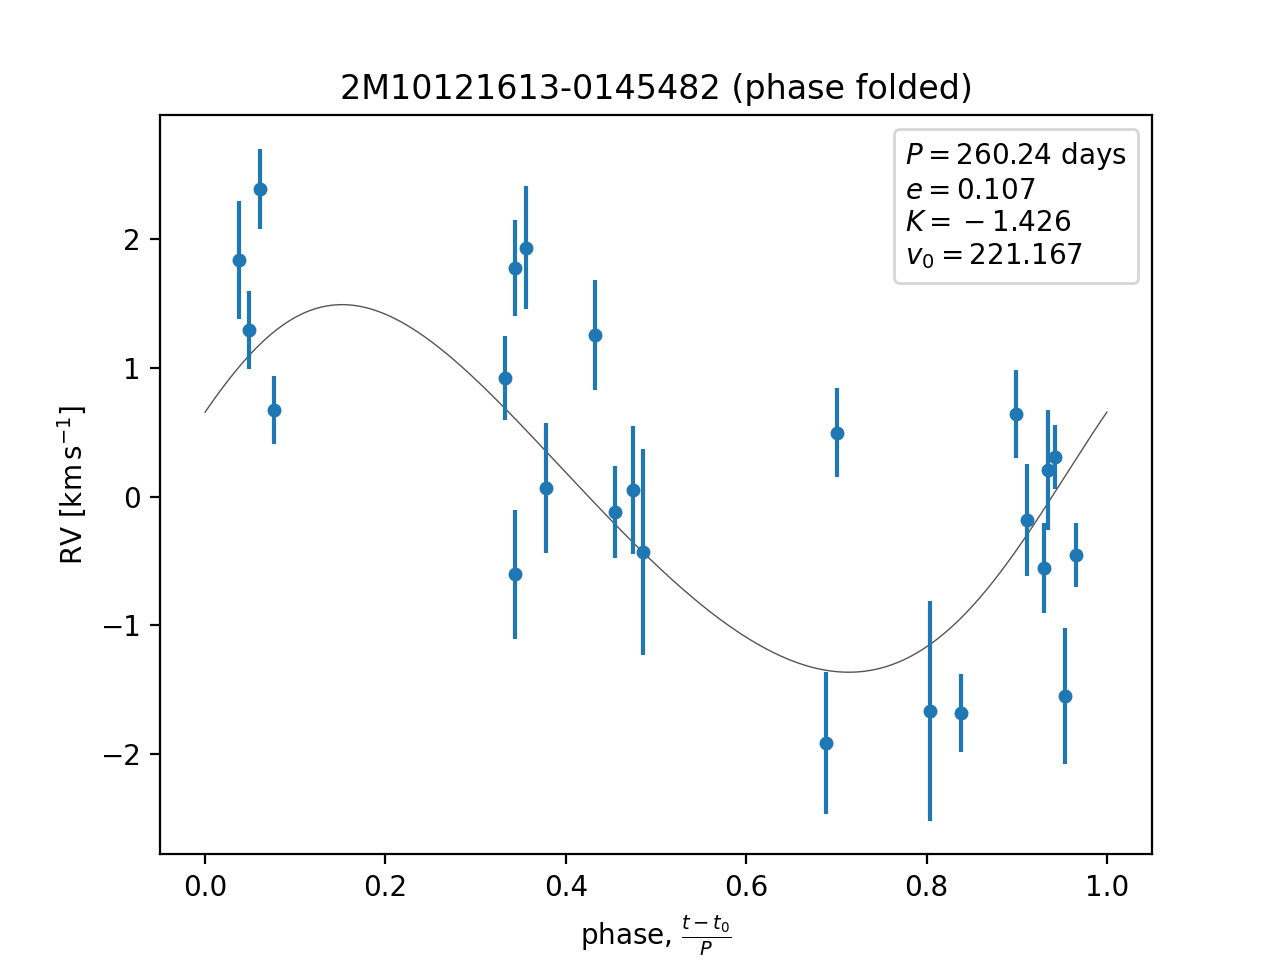 2M10121613-0145482 (phase folded)
P = 260.24 days
e = 0.107
K = −1.426
v₀ = 221.167
RV [km s⁻¹]
2
1
0
−1
−2
0.0 0.2 0.4 0.6 0.8 1.0
phase, (t − t₀)/P